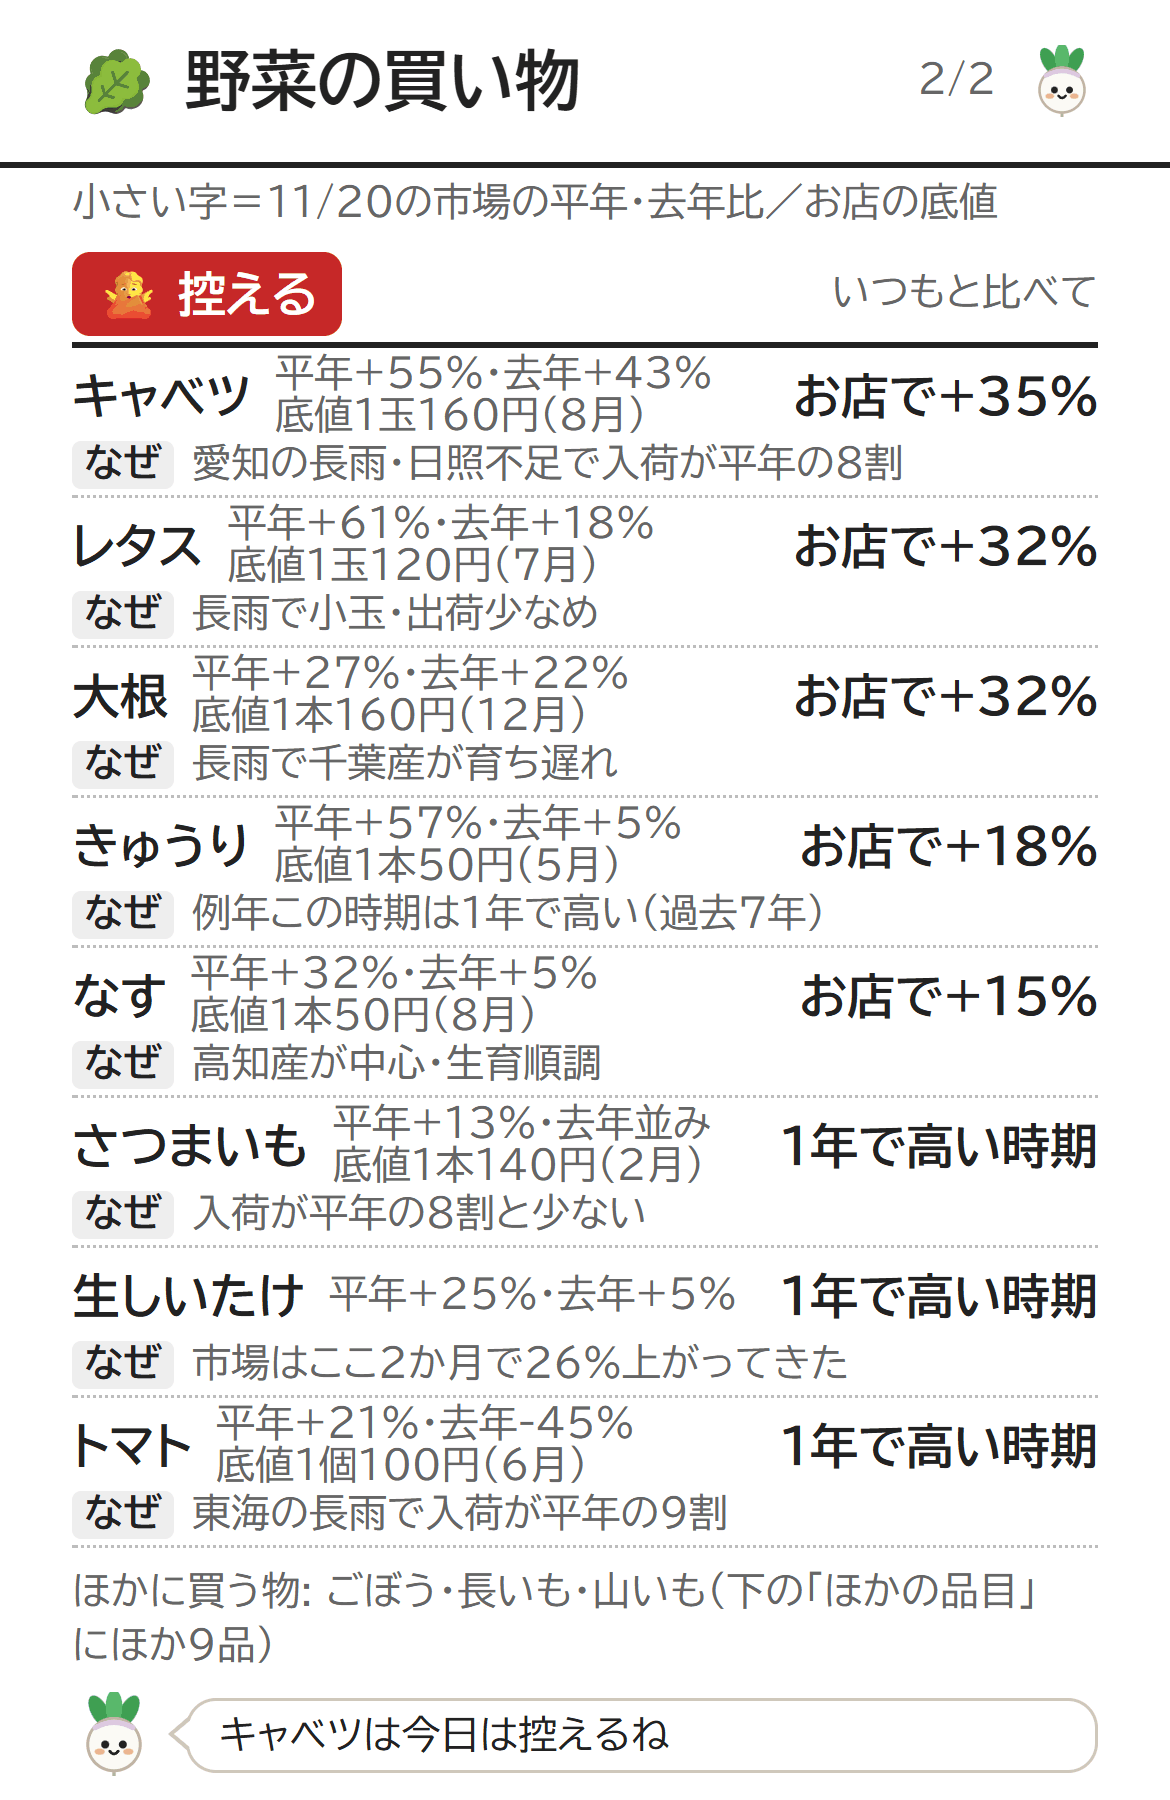 野菜の買い物
2/2
小さい字＝11/20の市場の平年・去年比／お店の底値
控える
いつもと比べて
キャベツ
平年+55%・去年+43%
底値1玉160円(8月)
お店で+35%
なぜ 愛知の長雨・日照不足で入荷が平年の8割
レタス
平年+61%・去年+18%
底値1玉120円(7月)
お店で+32%
なぜ 長雨で小玉・出荷少なめ
大根
平年+27%・去年+22%
底値1本160円(12月)
お店で+32%
なぜ 長雨で千葉産が育ち遅れ
きゅうり
平年+57%・去年+5%
底値1本50円(5月)
お店で+18%
なぜ 例年この時期は1年で高い(過去7年)
なす
平年+32%・去年+5%
底値1本50円(8月)
お店で+15%
なぜ 高知産が中心・生育順調
さつまいも
平年+13%・去年並み
底値1本140円(2月)
1年で高い時期
なぜ 入荷が平年の8割と少ない
生しいたけ 平年+25%・去年+5% 1年で高い時期
なぜ 市場はここ2か月で26%上がってきた
トマト
平年+21%・去年-45%
底値1個100円(6月)
1年で高い時期
なぜ 東海の長雨で入荷が平年の9割
ほかに買う物: ごぼう・長いも・山いも(下の「ほかの品目」
にほか9品)
キャベツは今日は控えるね